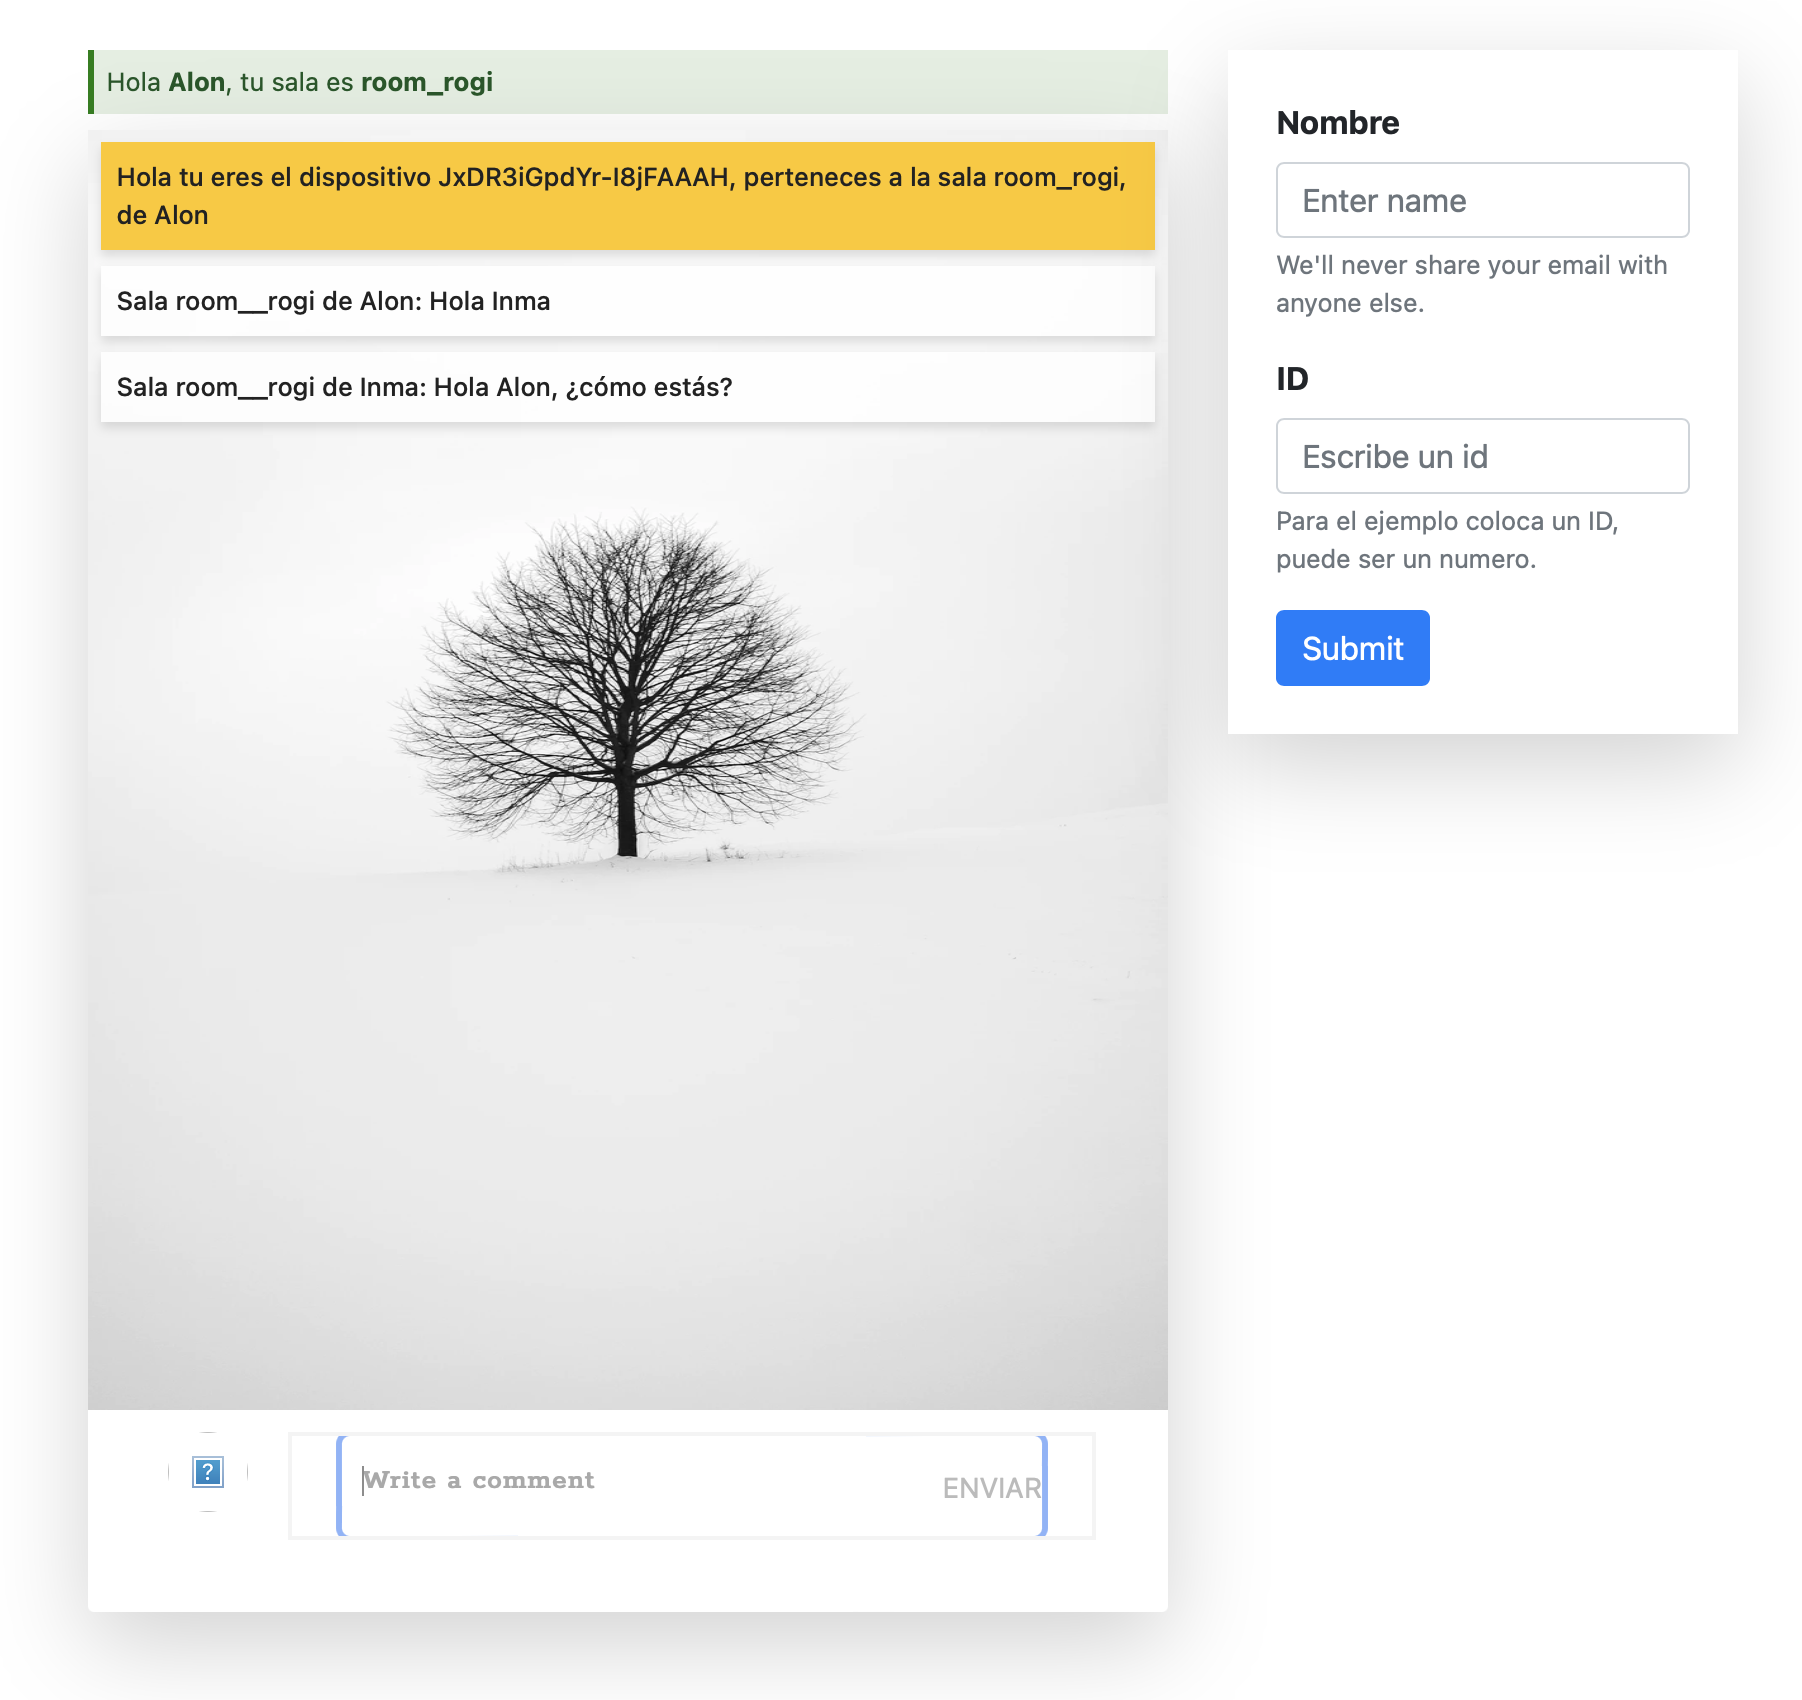 Hola Alon, tu sala es room_rogi
Hola tu eres el dispositivo JxDR3iGpdYr-I8jFAAAH, perteneces a la sala room_rogi,
de Alon
Sala room__rogi de Alon: Hola Inma
Sala room__rogi de Inma: Hola Alon, ¿cómo estás?
?
Write a comment
ENVIAR
Nombre
Enter name
We'll never share your email with
anyone else.
ID
Escribe un id
Para el ejemplo coloca un ID,
puede ser un numero.
Submit